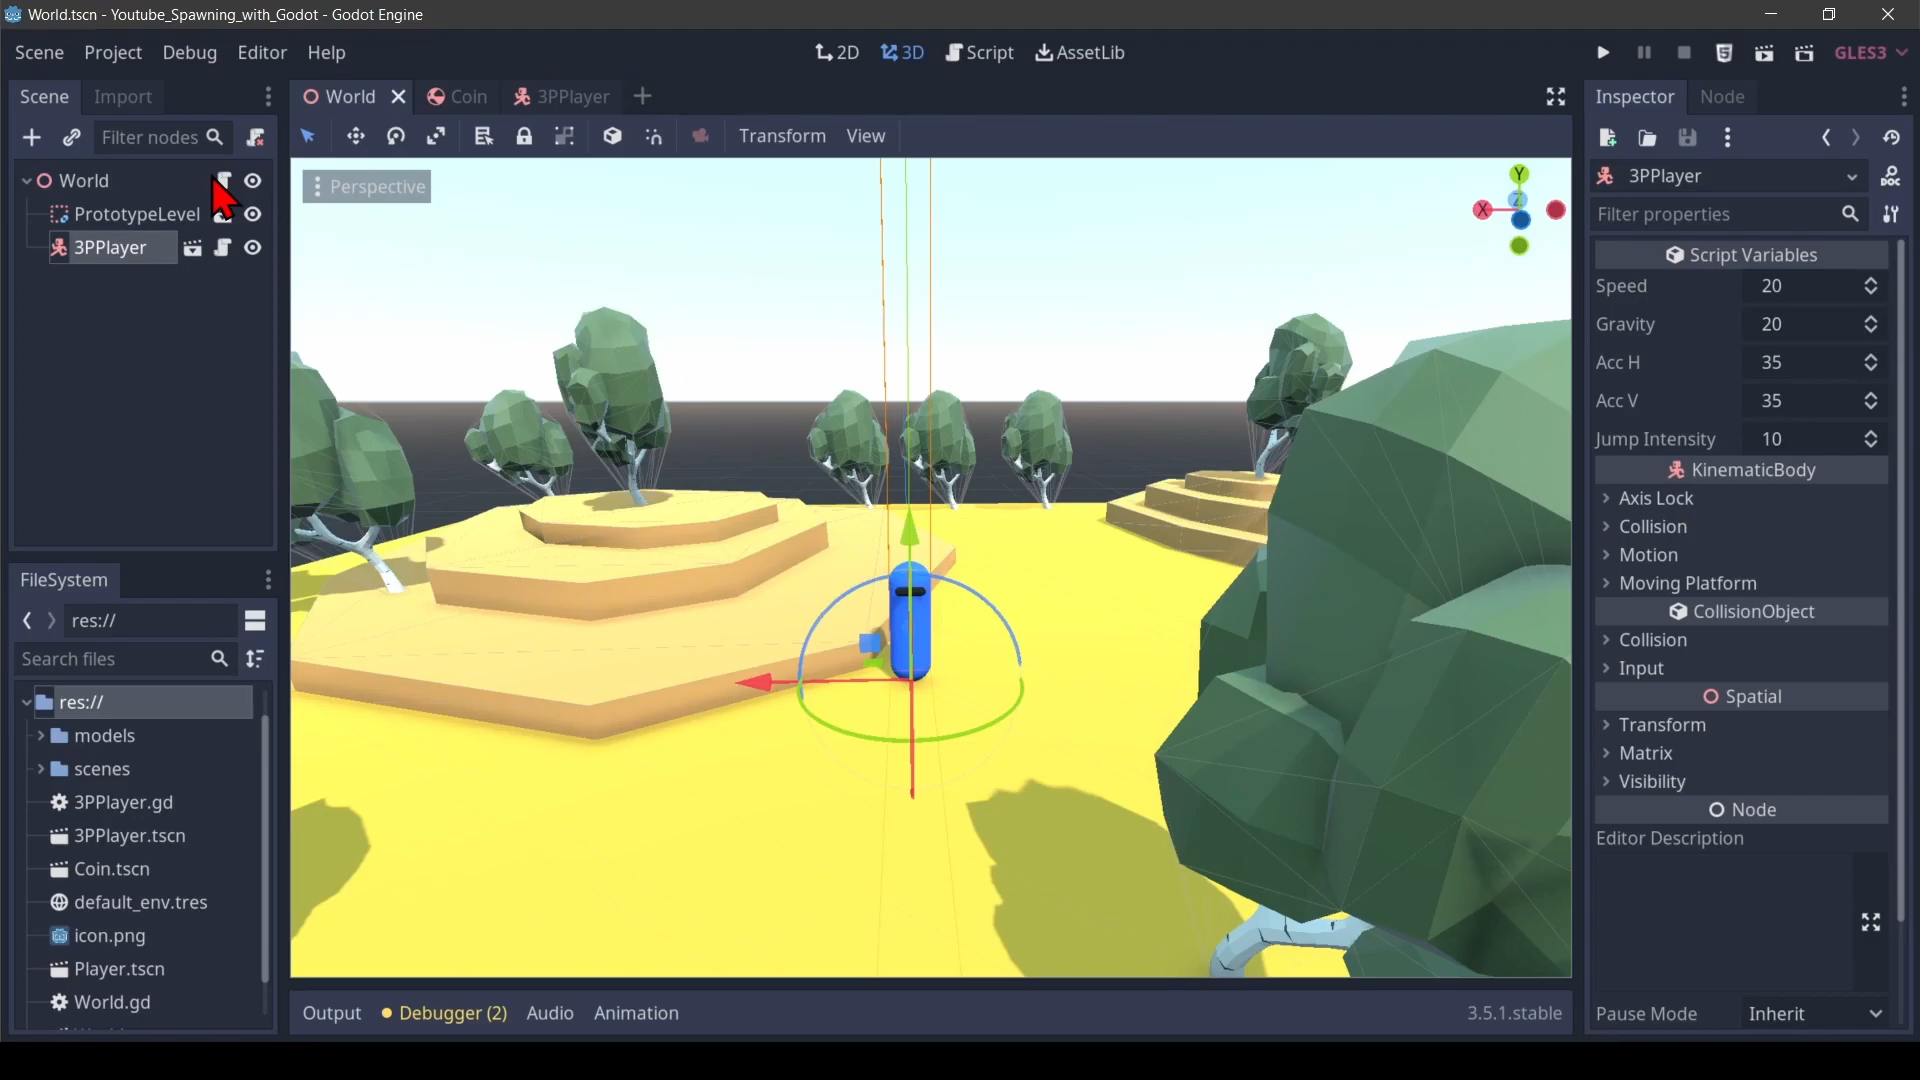 World.tscn - Youtube_Spawning_with_Godot - Godot Engine
Scene Project Debug Editor Help
2D 3D Script AssetLib
GLES3
Scene Import
World Coin 3PPlayer
Inspector Node
Filter nodes
Transform View
World
PrototypeLevel
3PPlayer
Perspective
Y
Z
X
3PPlayer
Filter properties
Script Variables
Speed 20
Gravity 20
Acc H 35
Acc V 35
Jump Intensity 10
KinematicBody
Axis Lock
Collision
Motion
Moving Platform
CollisionObject
Collision
Input
Spatial
Transform
Matrix
Visibility
Node
Editor Description
Pause Mode Inherit
FileSystem
res://
Search files
res://
models
scenes
3PPlayer.gd
3PPlayer.tscn
Coin.tscn
default_env.tres
icon.png
Player.tscn
World.gd
Output Debugger (2) Audio Animation
3.5.1.stable